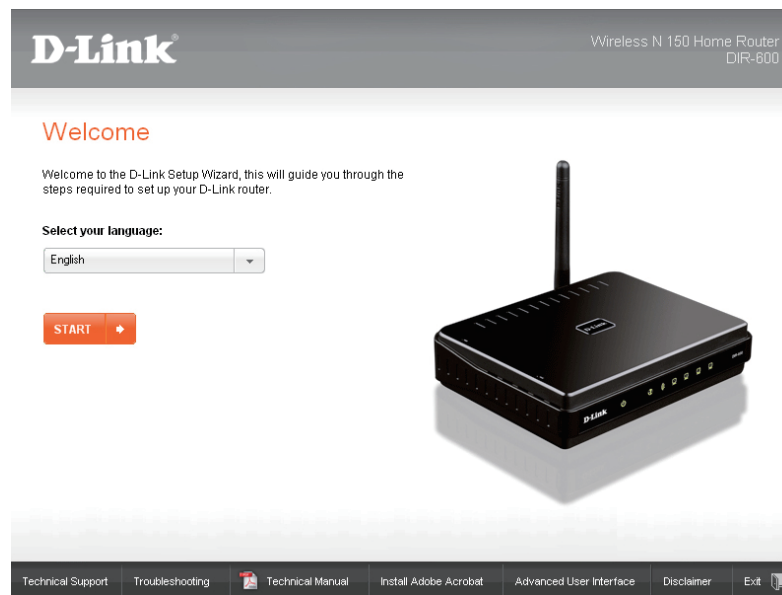 D-Link®
Wireless N 150 Home Router
DIR-600
Welcome
Welcome to the D-Link Setup Wizard, this will guide you through the
steps required to set up your D-Link router.
Select your language:
English
START
D-Link
D-Link
Technical Support Troubleshooting Technical Manual Install Adobe Acrobat Advanced User Interface Disclaimer Exit